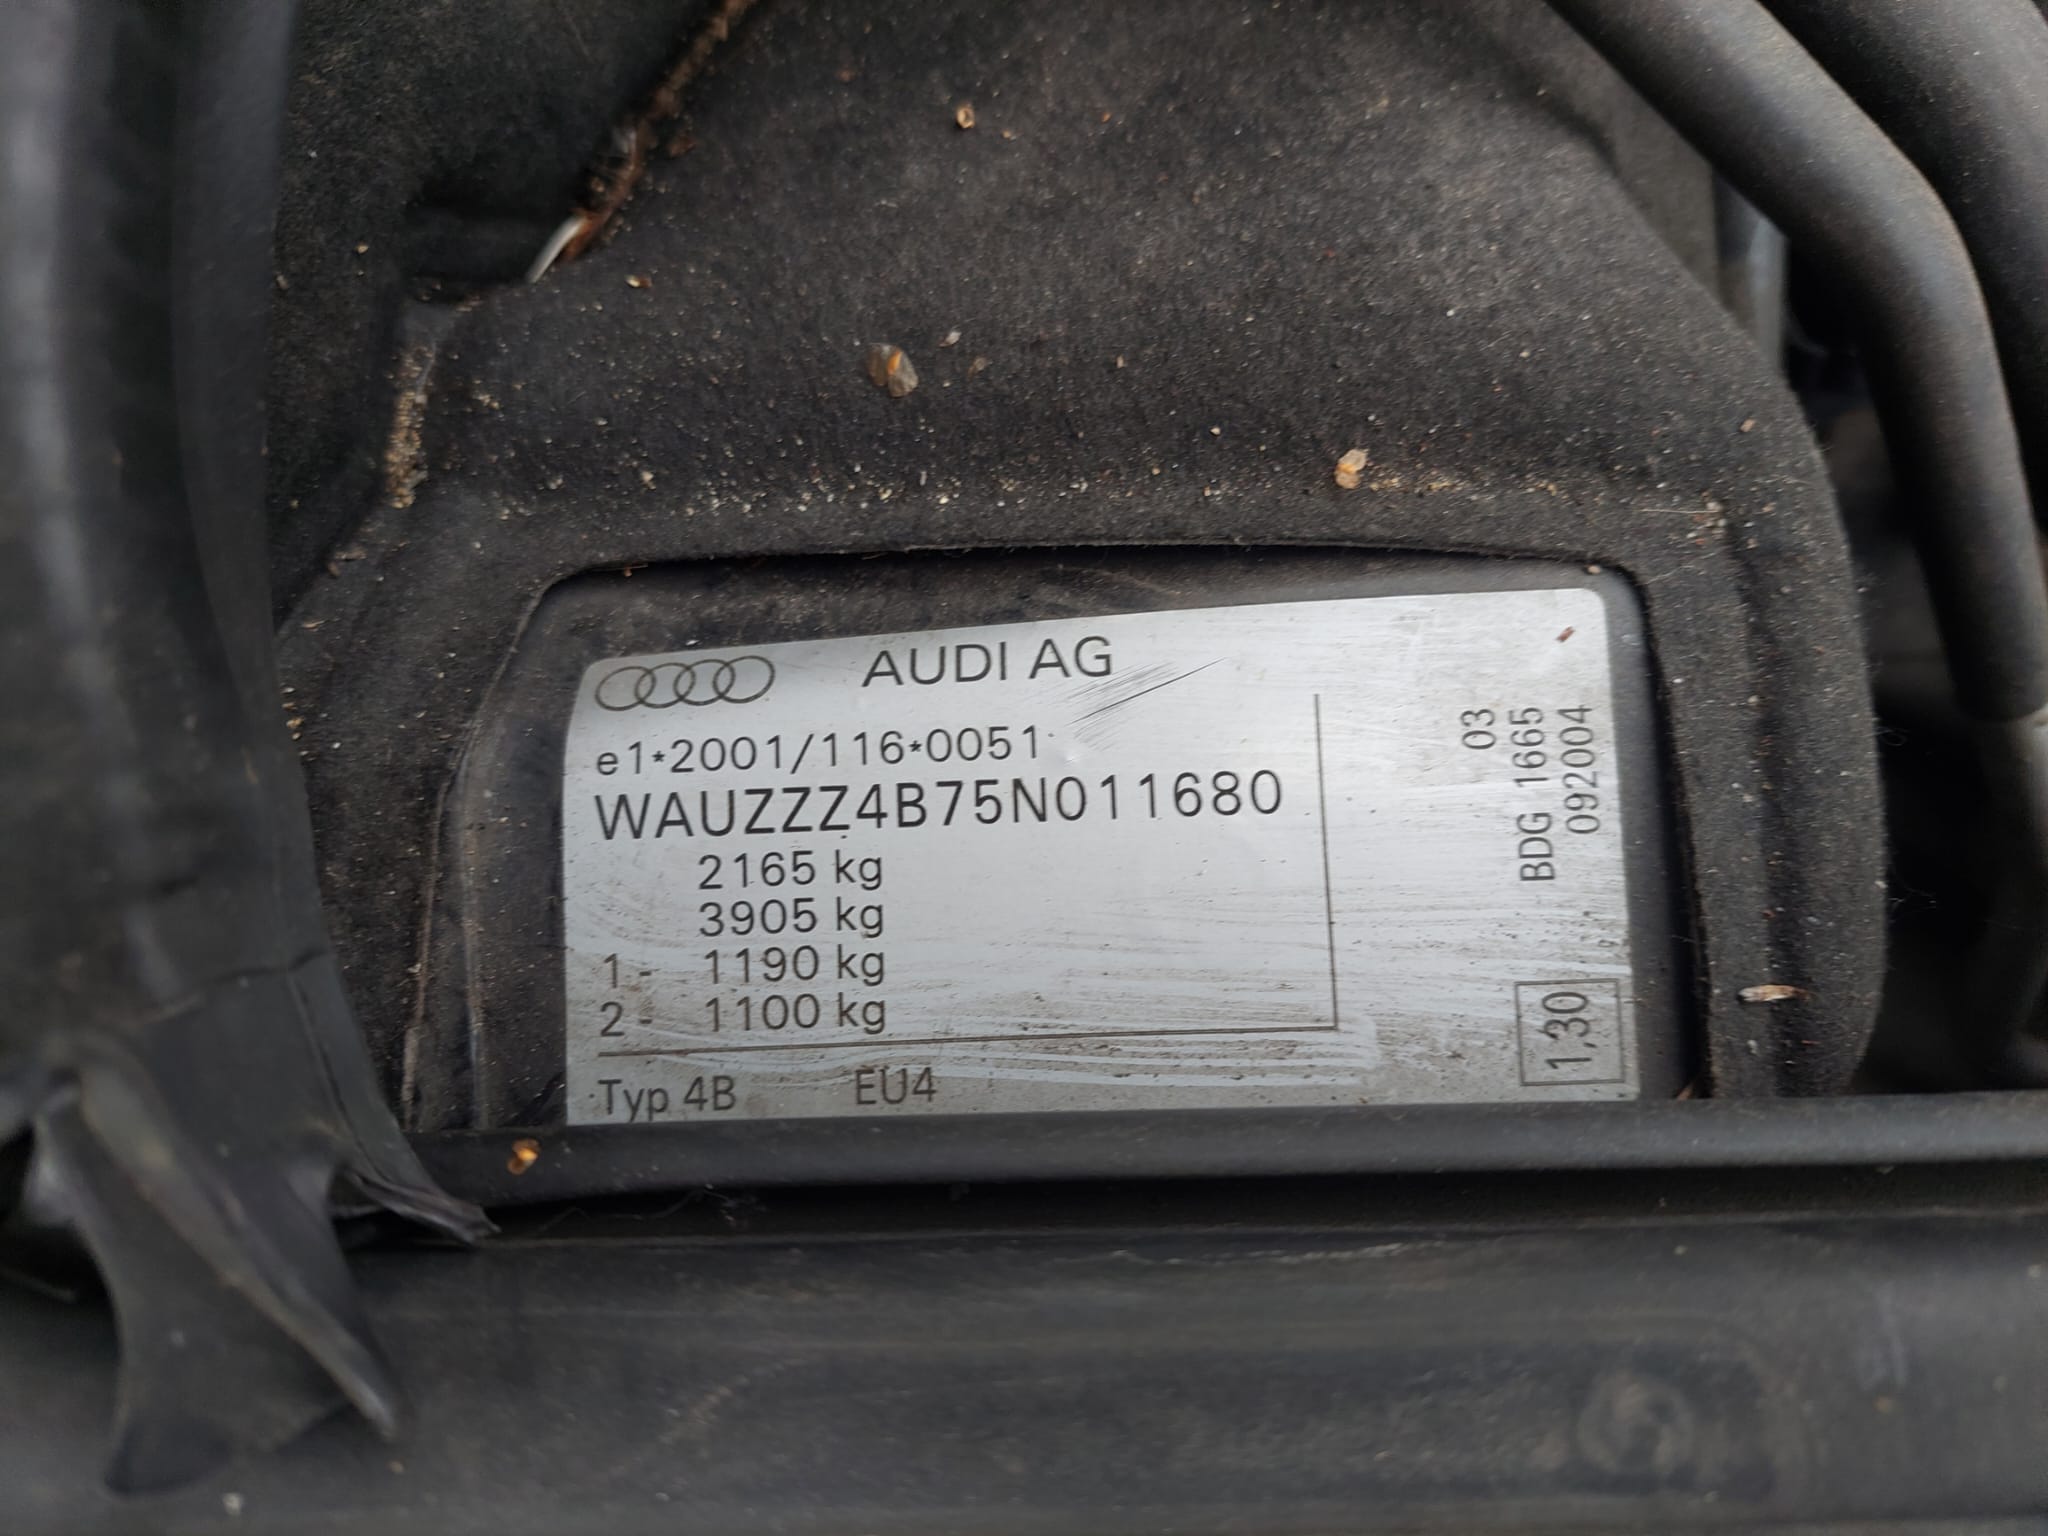 AUDI AG
e1*2001/116*0051
WAUZZZ4B75N011680
2165 kg
3905 kg
1- 1190 kg
2- 1100 kg
Typ 4B EU4
03
BDG 1665
092004
1,30